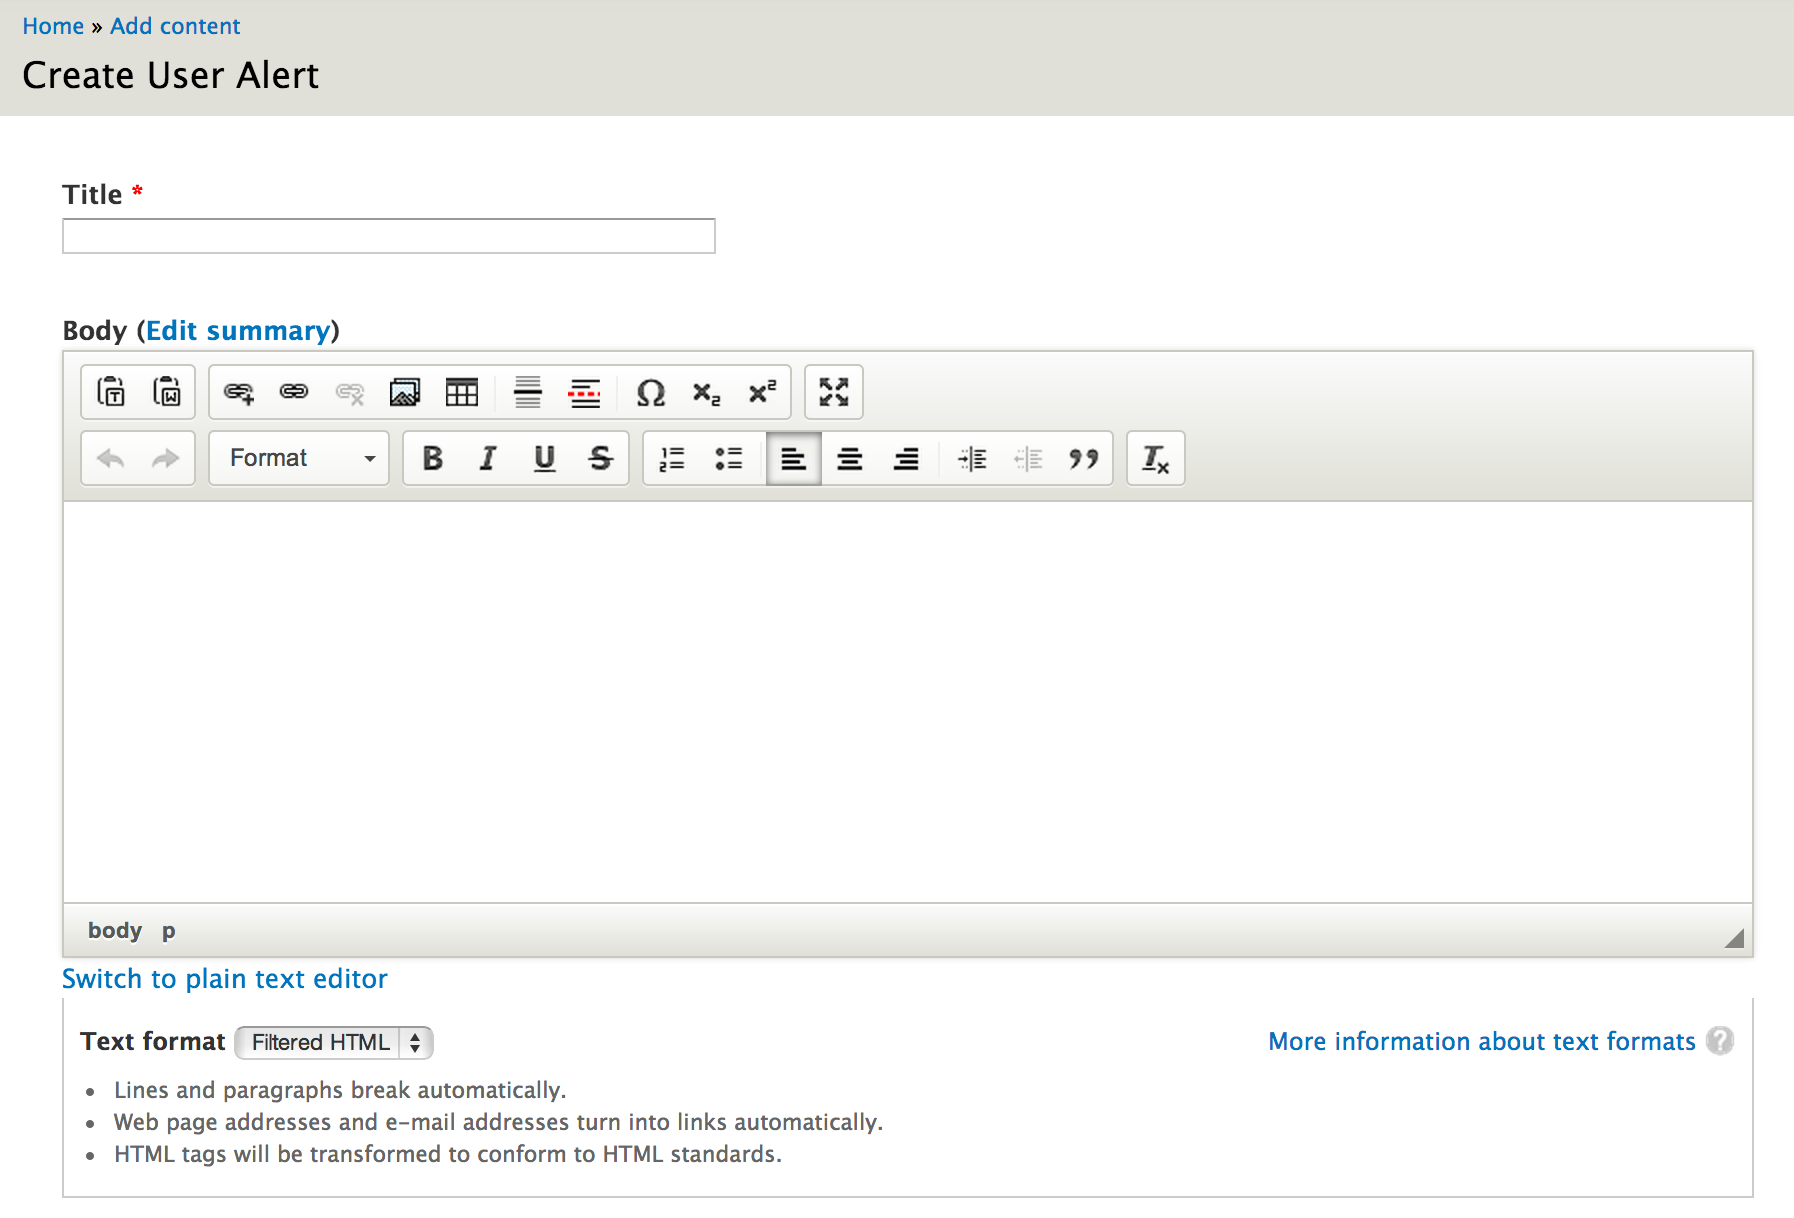 Home » Add content
Create User Alert
Title *
Body (Edit summary)
Format
body p
Switch to plain text editor
Text format Filtered HTML
More information about text formats ?
• Lines and paragraphs break automatically.
• Web page addresses and e-mail addresses turn into links automatically.
• HTML tags will be transformed to conform to HTML standards.